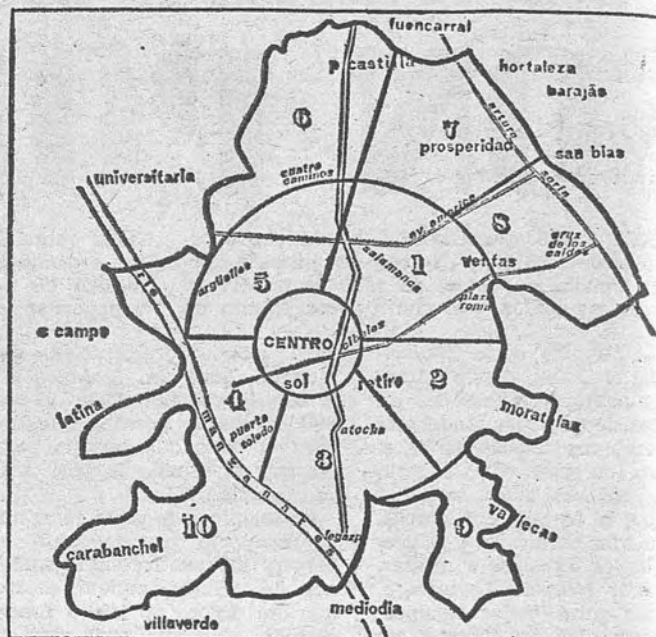 fuencarral
p. castilla
hortaleza
barajas
6
7
prosperidad
arturo
soria
san blas
universitaria
cuatro
caminos
av. america
8
cruz
de los
caidos
1
salamanca
ventas
argüelles
5
plaza
roma
rio manzanares
c campo
CENTRO
cibeles
sol
retiro
2
4
latina
puerta
toledo
atocha
moratalas
3
10
9
vallecas
carabanchel
legazpi
mediodia
villaverde